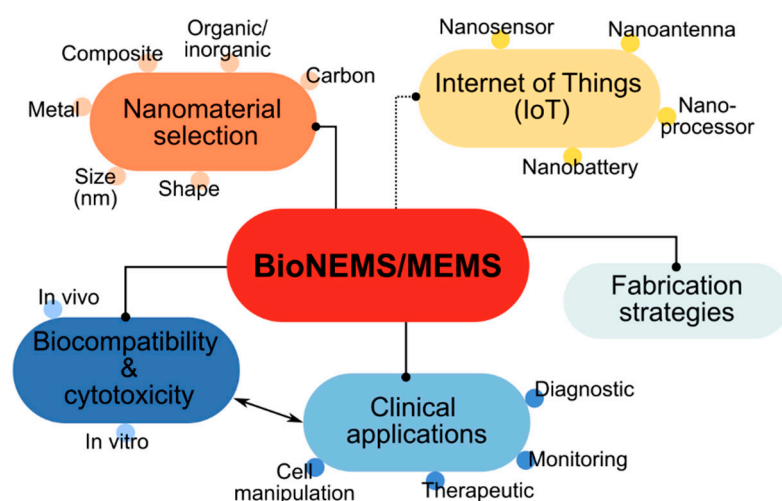 Organic/
inorganic
Composite
Carbon
Metal
Nanomaterial
selection
Size
(nm)
Shape
Nanosensor
Nanoantenna
Internet of Things
(IoT)
Nano-
processor
Nanobattery
BioNEMS/MEMS
Fabrication
strategies
In vivo
Biocompatibility
&
cytotoxicity
In vitro
Clinical
applications
Diagnostic
Monitoring
Therapeutic
Cell
manipulation